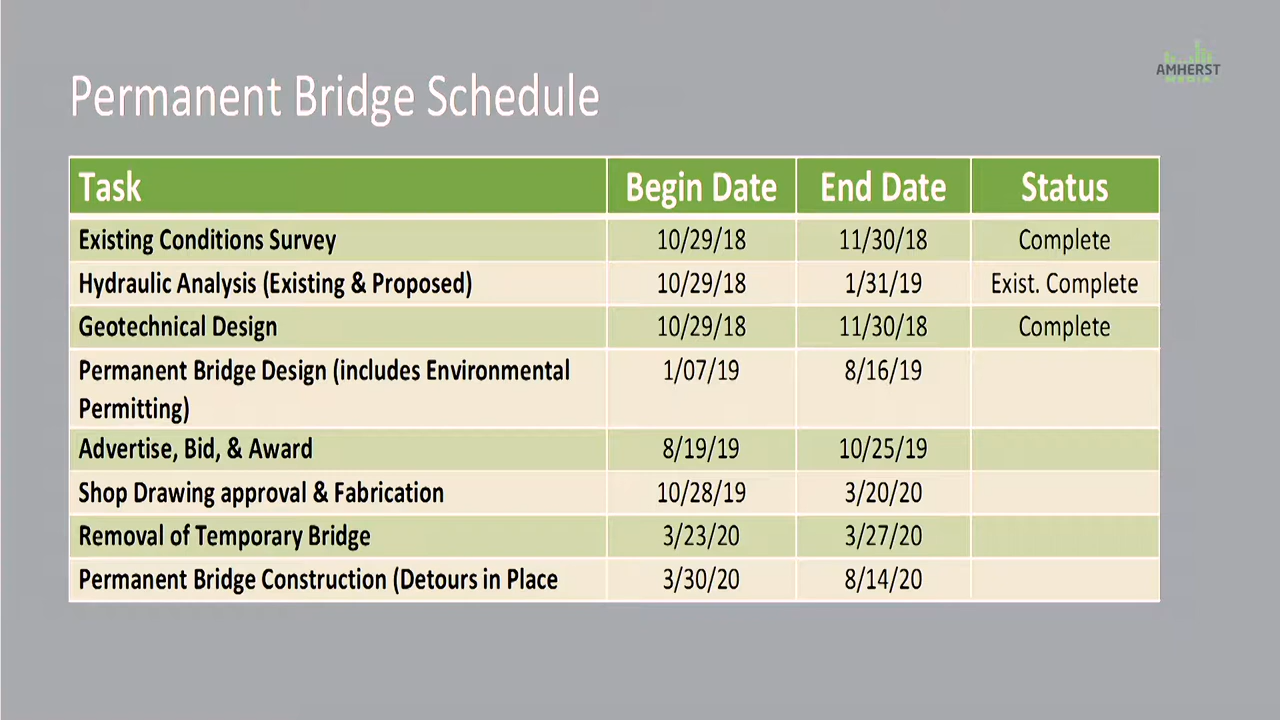 AMHERST
MEDIA
Permanent Bridge Schedule
Task Begin Date End Date Status
Existing Conditions Survey 10/29/18 11/30/18 Complete
Hydraulic Analysis (Existing & Proposed) 10/29/18 1/31/19 Exist. Complete
Geotechnical Design 10/29/18 11/30/18 Complete
Permanent Bridge Design (includes Environmental 1/07/19 8/16/19
Permitting)
Advertise, Bid, & Award 8/19/19 10/25/19
Shop Drawing approval & Fabrication 10/28/19 3/20/20
Removal of Temporary Bridge 3/23/20 3/27/20
Permanent Bridge Construction (Detours in Place 3/30/20 8/14/20